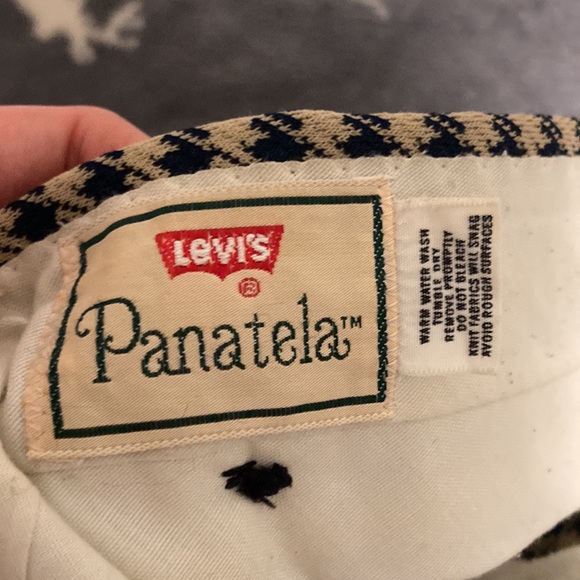 Levi's
®
Panatela™
WARM WATER WASH
TUMBLE DRY
REMOVE PROMPTLY
DO NOT BLEACH
KNIT FABRICS WILL SNAG
AVOID ROUGH SURFACES